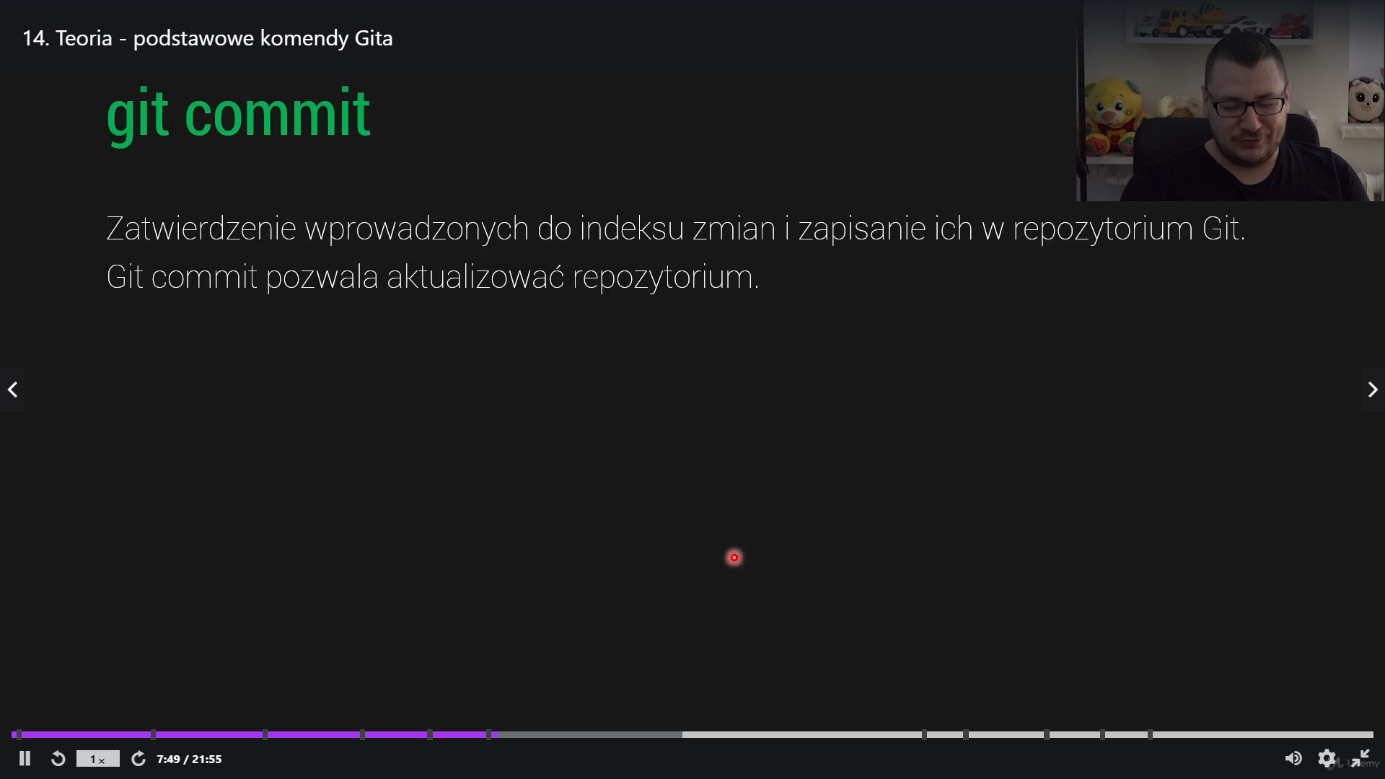 14. Teoria - podstawowe komendy Gita
git commit
Zatwierdzenie wprowadzonych do indeksu zmian i zapisanie ich w repozytorium Git.
Git commit pozwala aktualizować repozytorium.
1 x
7:49 / 21:55